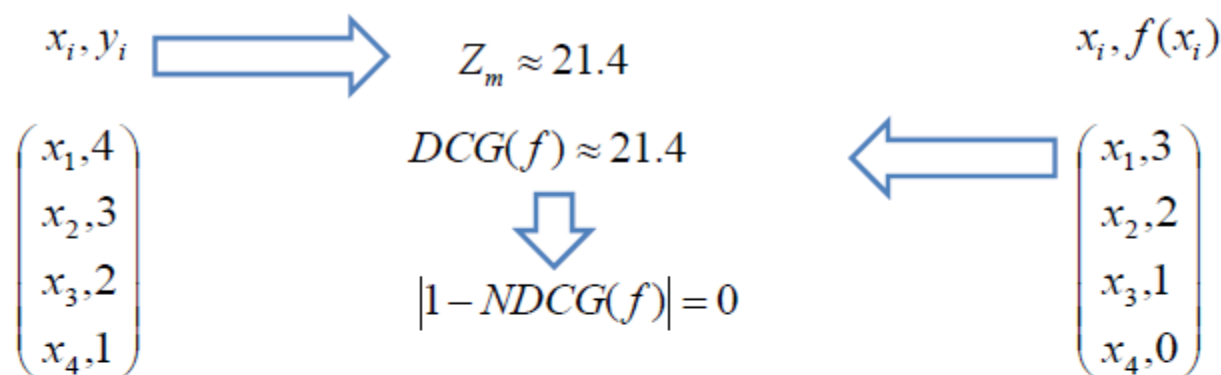 x_i, y_i
Z_m ≈ 21.4
x_i, f(x_i)
x_1,4
x_2,3
x_3,2
x_4,1
DCG(f) ≈ 21.4
|1 − NDCG(f)| = 0
x_1,3
x_2,2
x_3,1
x_4,0